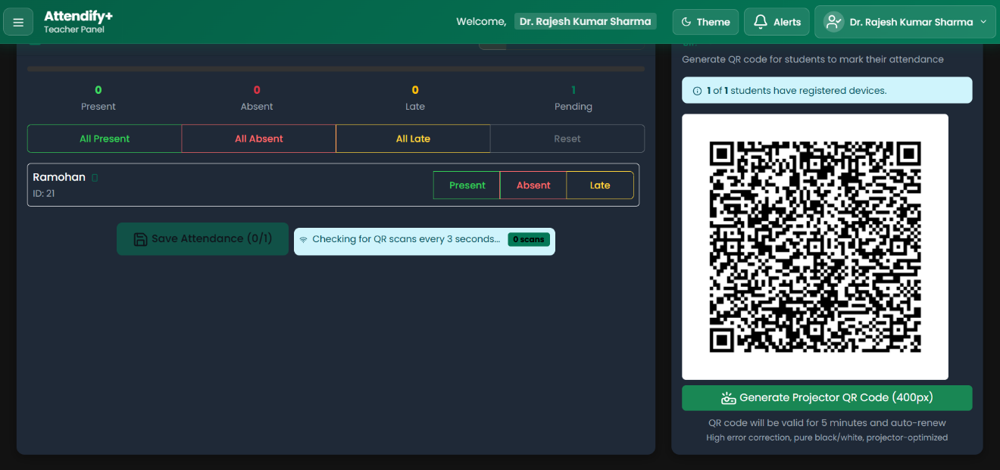 Attendify+
Teacher Panel
Welcome, Dr. Rajesh Kumar Sharma
Theme
Alerts
Dr. Rajesh Kumar Sharma
0
Present
0
Absent
0
Late
1
Pending
All Present
All Absent
All Late
Reset
Ramohan
ID: 21
Present
Absent
Late
Save Attendance (0/1)
Checking for QR scans every 3 seconds...
0 scans
Generate QR code for students to mark their attendance
1 of 1 students have registered devices.
Generate Projector QR Code (400px)
QR code will be valid for 5 minutes and auto-renew
High error correction, pure black/white, projector-optimized